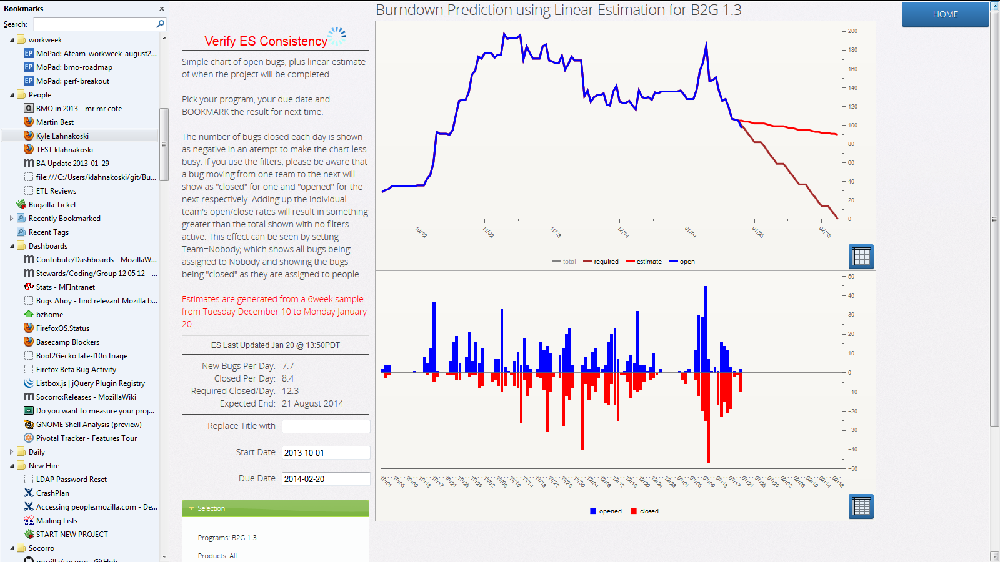 Bookmarks
Search:
workweek
MoPad: Ateam-workweek-august2...
MoPad: bmo-roadmap
MoPad: perf-breakout
People
BMO in 2013 - mr mr cote
Martin Best
Kyle Lahnakoski
TEST klahnakoski
BA Update 2013-01-29
file:///C:/Users/klahnakoski/git/Bu...
ETL Reviews
Bugzilla Ticket
Recently Bookmarked
Recent Tags
Dashboards
Contribute/Dashboards - MozillaW...
Stewards/Coding/Group 12 05 12 - ...
Stats - MFIntranet
Bugs Ahoy - find relevant Mozilla b...
bzhome
FirefoxOS.Status
Basecamp Blockers
Boot2Gecko late-l10n triage
Firefox Beta Bug Activity
Listbox.js | jQuery Plugin Registry
Socorro:Releases - MozillaWiki
Do you want to measure your proj...
GNOME Shell Analysis (preview)
Pivotal Tracker - Features Tour
Daily
New Hire
LDAP Password Reset
CrashPlan
Accessing people.mozilla.com - De...
Mailing Lists
START NEW PROJECT
Socorro
mozilla/socorro · GitHub
Verify ES Consistency
Simple chart of open bugs, plus linear estimate
of when the project will be completed.
Pick your program, your due date and
BOOKMARK the result for next time.
The number of bugs closed each day is shown
as negative in an atempt to make the chart less
busy. If you use the filters, please be aware that
a bug moving from one team to the next will
show as "closed" for one and "opened" for the
next respectively. Adding up the individual
team's open/close rates will result in something
greater than the total shown with no filters
active. This effect can be seen by setting
Team=Nobody; which shows all bugs being
assigned to Nobody and showing the bugs
being "closed" as they are assigned to people.
Estimates are generated from a 6week sample
from Tuesday December 10 to Monday January
20
ES Last Updated Jan 20 @ 13:50PDT
New Bugs Per Day: 7.7
Closed Per Day: 8.4
Required Closed/Day: 12.3
Expected End: 21 August 2014
Replace Title with
Start Date 2013-10-01
Due Date 2014-02-20
Selection
Programs: B2G 1.3
Products: All
Burndown Prediction using Linear Estimation for B2G 1.3
HOME
200
180
160
140
120
100
80
60
40
20
0
10/12 11/02 11/23 12/14 01/04 01/25 02/15
total required estimate open
50
40
30
20
10
0
-10
-20
-30
-40
-50
10/01 10/05 10/09 10/13 10/17 10/21 10/25 10/29 11/02 11/06 11/10 11/14 11/18 11/22 11/26 11/30 12/04 12/08 12/12 12/16 12/20 12/24 12/28 01/01 01/05 01/09 01/13 01/17 01/21 01/25 01/29 02/02 02/06 02/10 02/14 02/18
opened closed